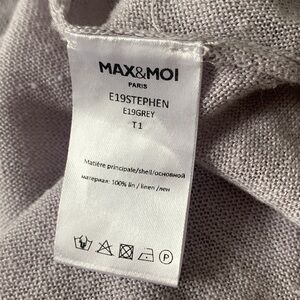 MAX&MOI
PARIS
E19STEPHEN
E19GREY
T1
Matière principale/shell/основной
материал: 100% lin / linen /лен
P